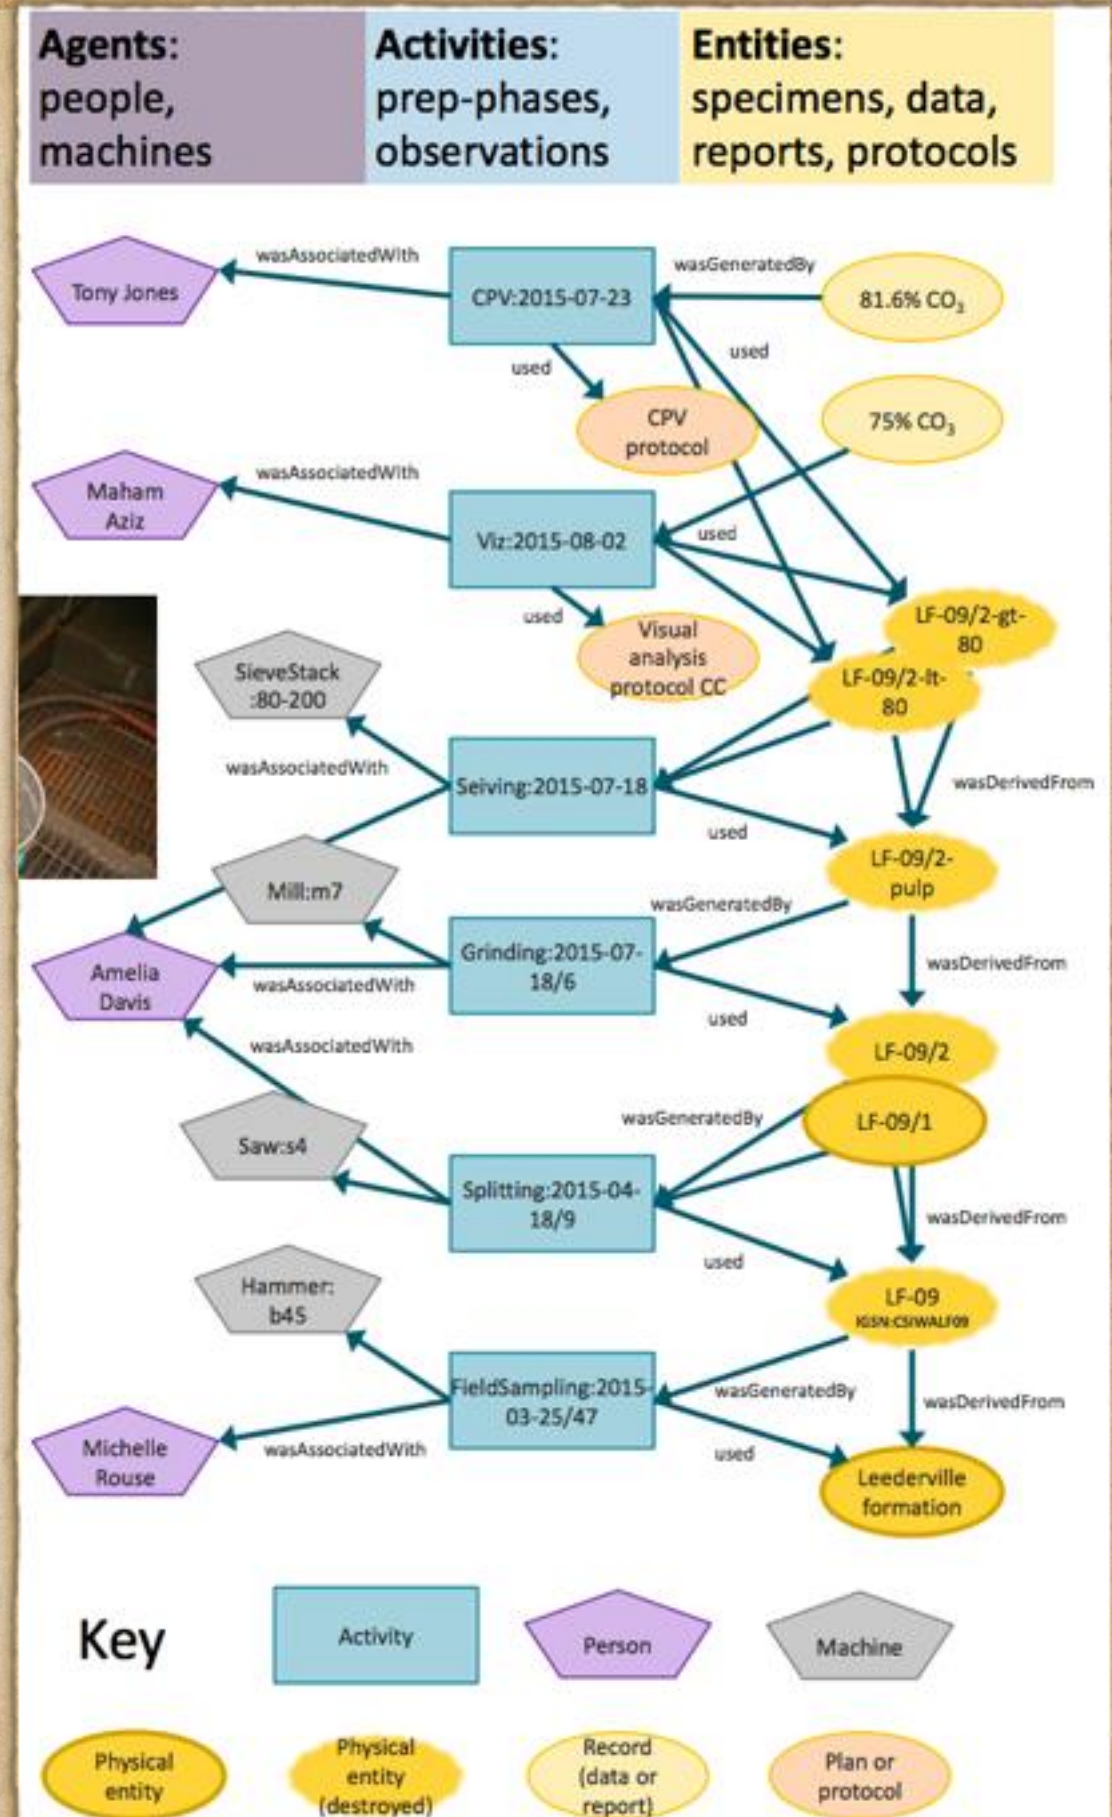 Agents:
people,
machines
Activities:
prep-phases,
observations
Entities:
specimens, data,
reports, protocols
Tony Jones
wasAssociatedWith
CPV:2015-07-23
wasGeneratedBy
81.6% CO₃
used
used
CPV
protocol
75% CO₃
Maham
Aziz
wasAssociatedWith
Viz:2015-08-02
used
used
Visual
analysis
protocol CC
LF-09/2-gt-
80
LF-09/2-lt-
80
SieveStack
:80-200
wasAssociatedWith
Seiving:2015-07-18
wasDerivedFrom
used
LF-09/2-
pulp
Mill:m7
wasGeneratedBy
Grinding:2015-07-
18/6
wasDerivedFrom
Amelia
Davis
wasAssociatedWith
used
wasAssociatedWith
LF-09/2
LF-09/1
wasGeneratedBy
Saw:s4
Splitting:2015-04-
18/9
wasDerivedFrom
used
LF-09
IGSN:CSIWALF09
Hammer:
b45
FieldSampling:2015-
03-25/47
wasGeneratedBy
wasDerivedFrom
Michelle
Rouse
wasAssociatedWith
used
Leederville
formation
Key
Activity
Person
Machine
Physical
entity
Physical
entity
(destroyed)
Record
(data or
report)
Plan or
protocol